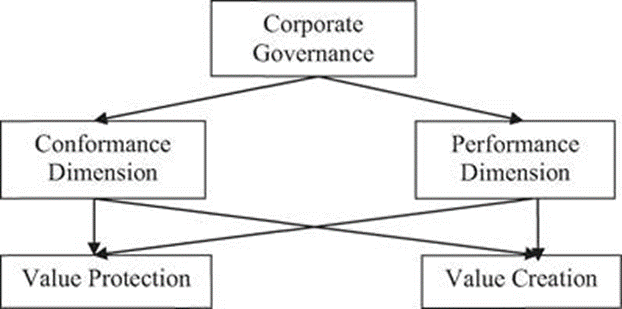 Corporate
Governance
Conformance
Dimension
Performance
Dimension
Value Protection
Value Creation